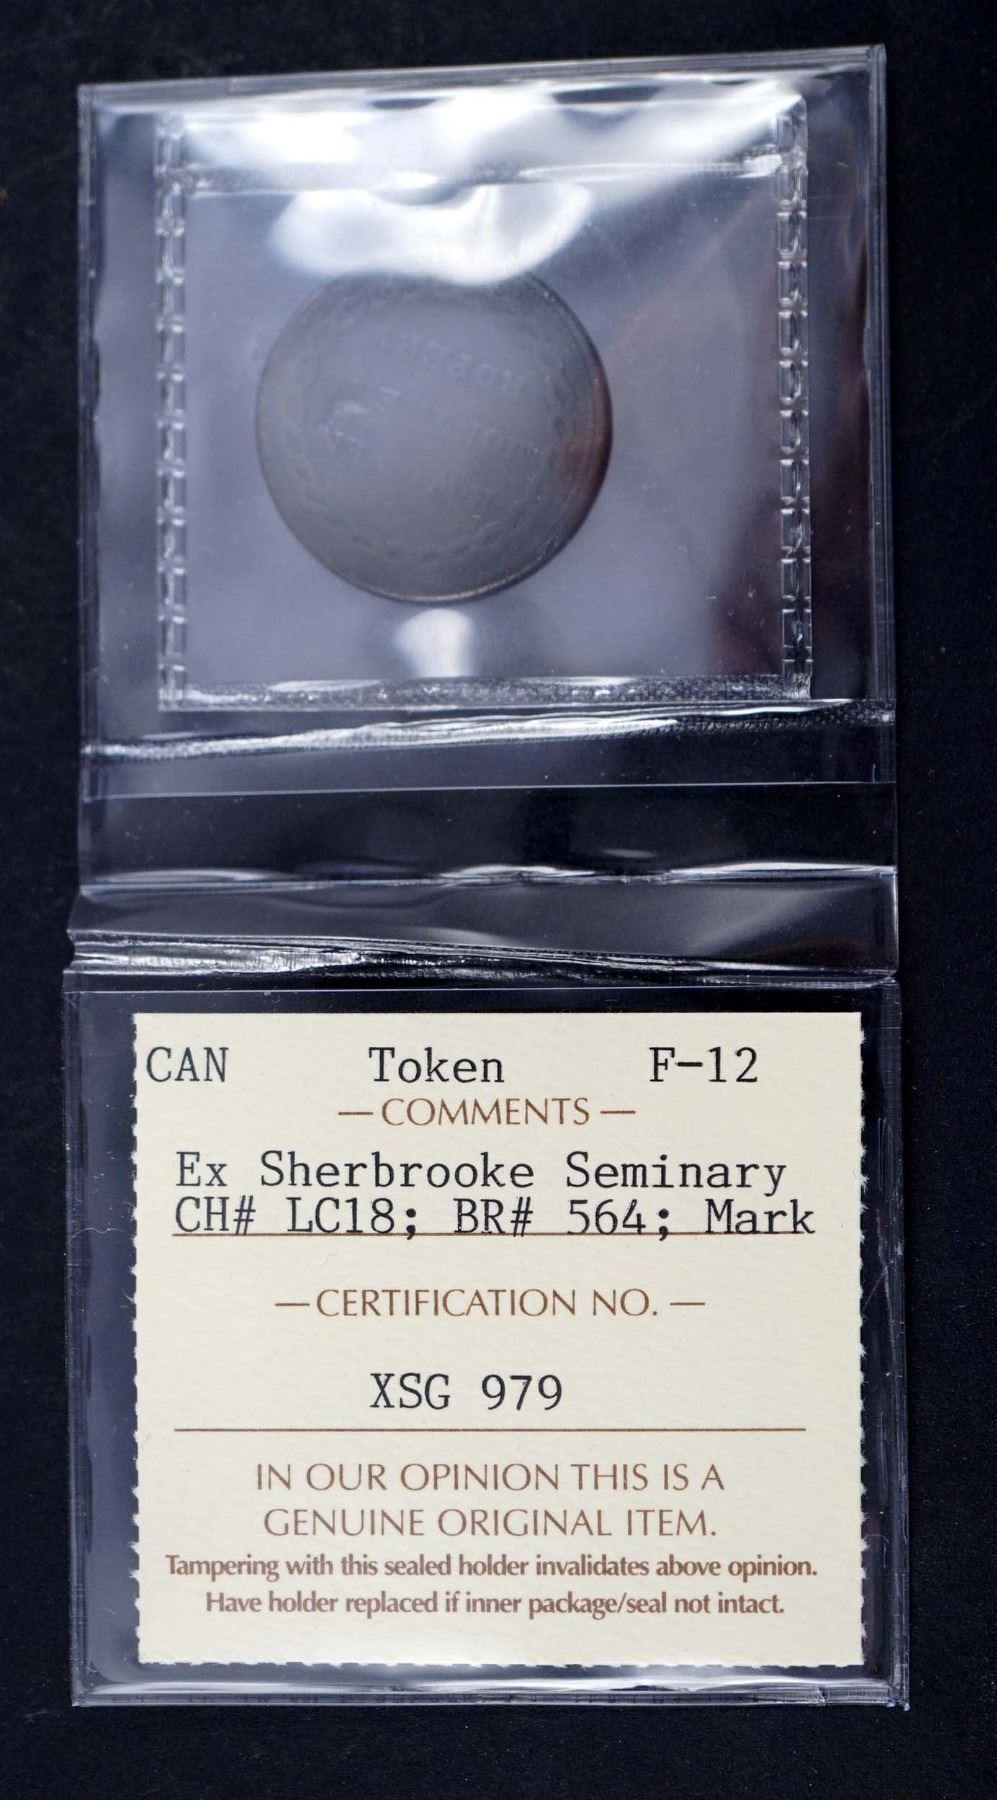 CAN Token F-12
— COMMENTS —
Ex Sherbrooke Seminary
CH# LC18; BR# 564; Mark
— CERTIFICATION NO. —
XSG 979
IN OUR OPINION THIS IS A
GENUINE ORIGINAL ITEM.
Tampering with this sealed holder invalidates above opinion.
Have holder replaced if inner package/seal not intact.